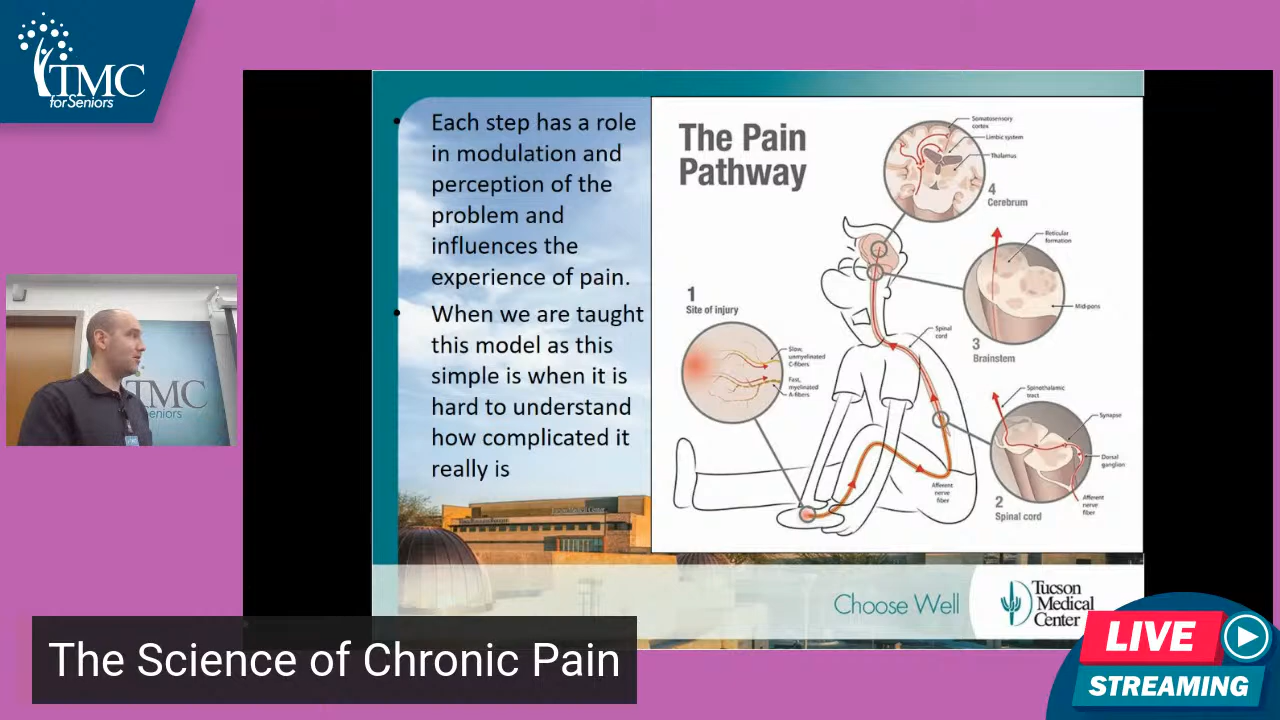 TMC
for Seniors
• Each step has a role
in modulation and
perception of the
problem and
influences the
experience of pain.
• When we are taught
this model as this
simple is when it is
hard to understand
how complicated it
really is
The Pain
Pathway
Somatosensory
cortex
Limbic system
Thalamus
4
Cerebrum
Reticular
formation
Mid-pons
3
Brainstem
1
Site of injury
Slow,
unmyelinated
C-fibers
Fast,
myelinated
A-fibers
Spinal
cord
Spinothalamic
tract
Synapse
Dorsal
ganglion
Afferent
nerve
fiber
2
Spinal cord
Afferent
nerve
fiber
TMC
Seniors
Choose Well
Tucson
Medical
Center
The Science of Chronic Pain
LIVE
STREAMING